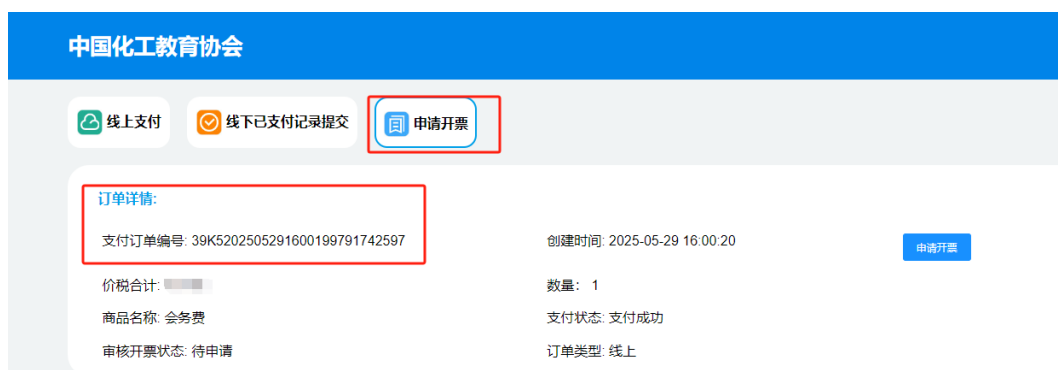 中国化工教育协会
线上支付 线下已支付记录提交 申请开票
订单详情:
支付订单编号: 39K5202505291600199791742597 创建时间: 2025-05-29 16:00:20 申请开票
价税合计: 数量: 1
商品名称: 会务费 支付状态: 支付成功
审核开票状态: 待申请 订单类型: 线上